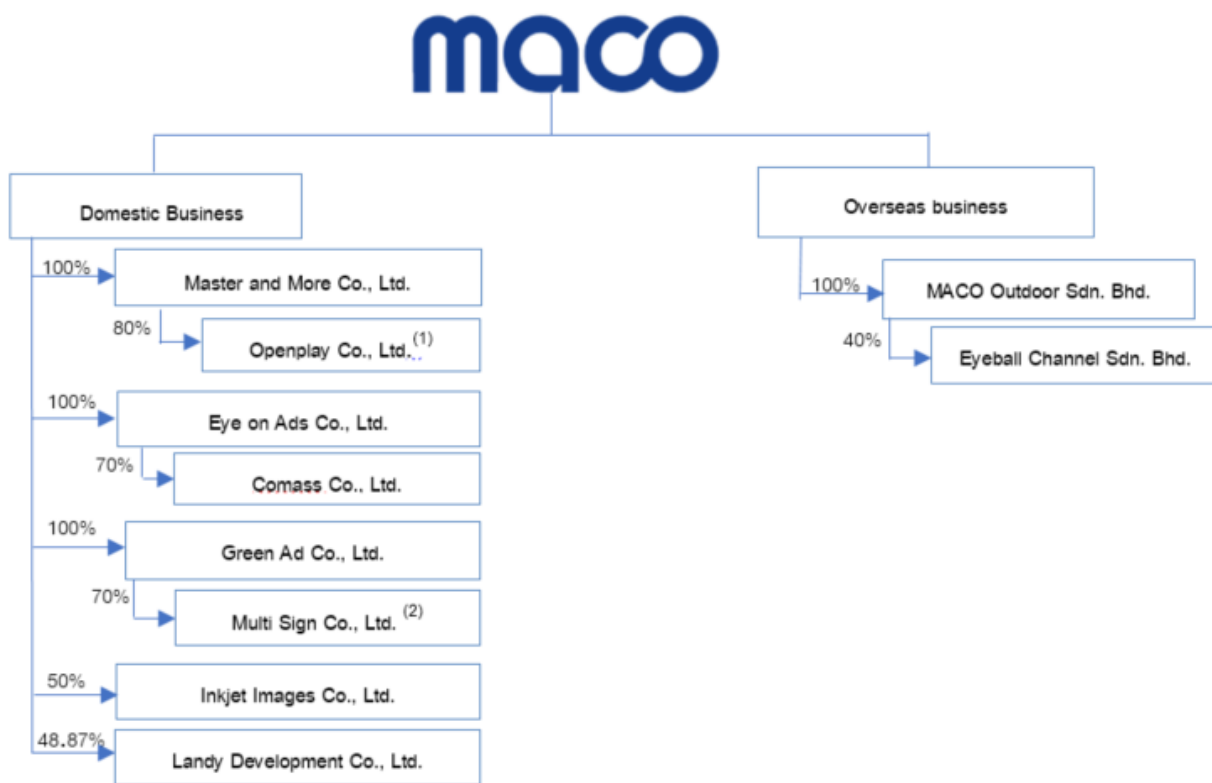 maco
Domestic Business
Overseas business
100%
Master and More Co., Ltd.
80%
Openplay Co., Ltd. (1)
100%
Eye on Ads Co., Ltd.
70%
Comass Co., Ltd.
100%
Green Ad Co., Ltd.
70%
Multi Sign Co., Ltd. (2)
50%
Inkjet Images Co., Ltd.
48.87%
Landy Development Co., Ltd.
100%
MACO Outdoor Sdn. Bhd.
40%
Eyeball Channel Sdn. Bhd.